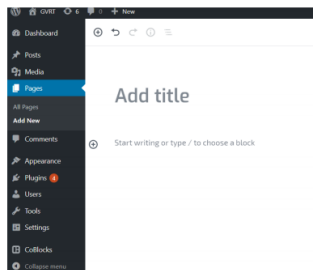 GVRT 6 0 + New
Dashboard
Posts
Media
Pages
All Pages
Add New
Comments
Appearance
Plugins 4
Users
Tools
Settings
CoBlocks
Collapse menu
Add title
Start writing or type / to choose a block